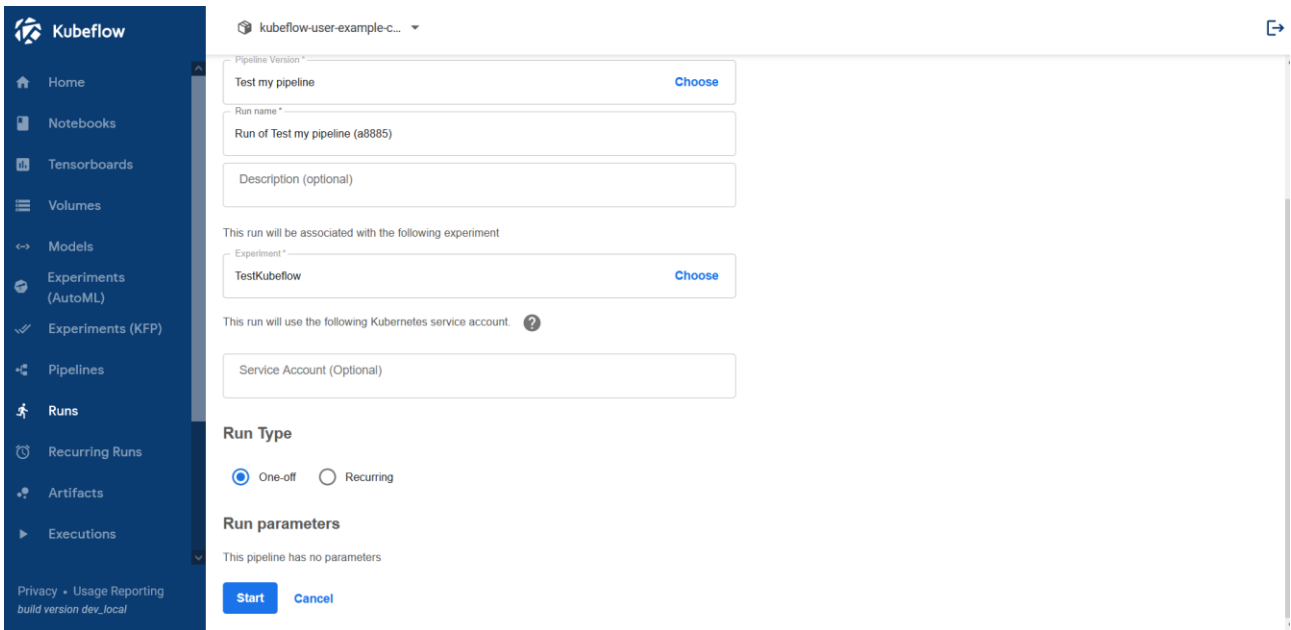 Kubeflow
Home
Notebooks
Tensorboards
Volumes
Models
Experiments
(AutoML)
Experiments (KFP)
Pipelines
Runs
Recurring Runs
Artifacts
Executions
Privacy • Usage Reporting
build version dev_local
kubeflow-user-example-c...
Pipeline Version *
Test my pipeline
Choose
Run name *
Run of Test my pipeline (a8885)
Description (optional)
This run will be associated with the following experiment
Experiment *
TestKubeflow
Choose
This run will use the following Kubernetes service account. ?
Service Account (Optional)
Run Type
One-off Recurring
Run parameters
This pipeline has no parameters
Start Cancel